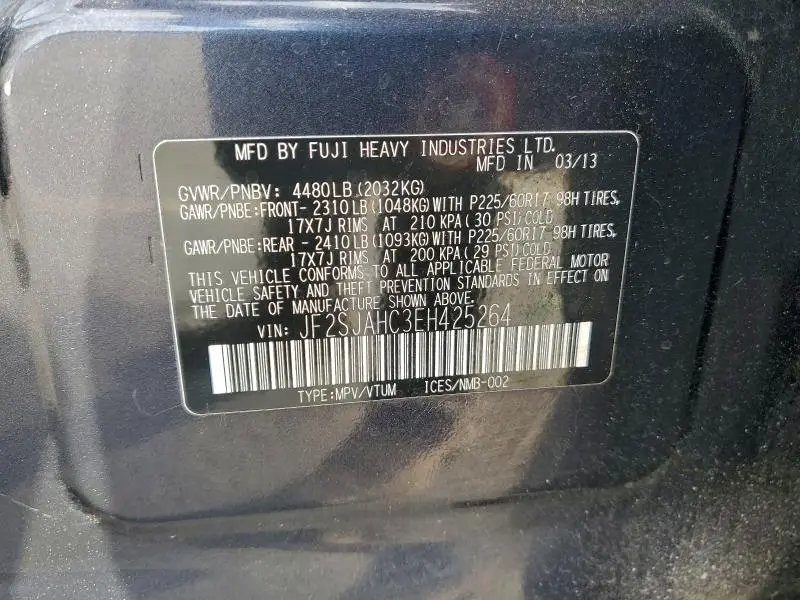 MFD BY FUJI HEAVY INDUSTRIES LTD.
MFD IN 03/13
GVWR/PNBV: 4480LB(2032KG)
GAWR/PNBE:FRONT- 2310LB(1048KG)WITH P225/60R17 98H TIRES,
17X7J RIMS AT 210 KPA( 30 PSI)COLD
GAWR/PNBE:REAR - 2410LB(1093KG)WITH P225/60R17 98H TIRES,
17X7J RIMS AT 200 KPA( 29 PSI)COLD
THIS VEHICLE CONFORMS TO ALL APPLICABLE FEDERAL MOTOR
VEHICLE SAFETY AND THEFT PREVENTION STANDARDS IN EFFECT ON
THE DATE OF MANUFACTURE SHOWN ABOVE.
VIN: JF2SJAHC3EH425264
TYPE:MPV/VTUM ICES/NMB-002